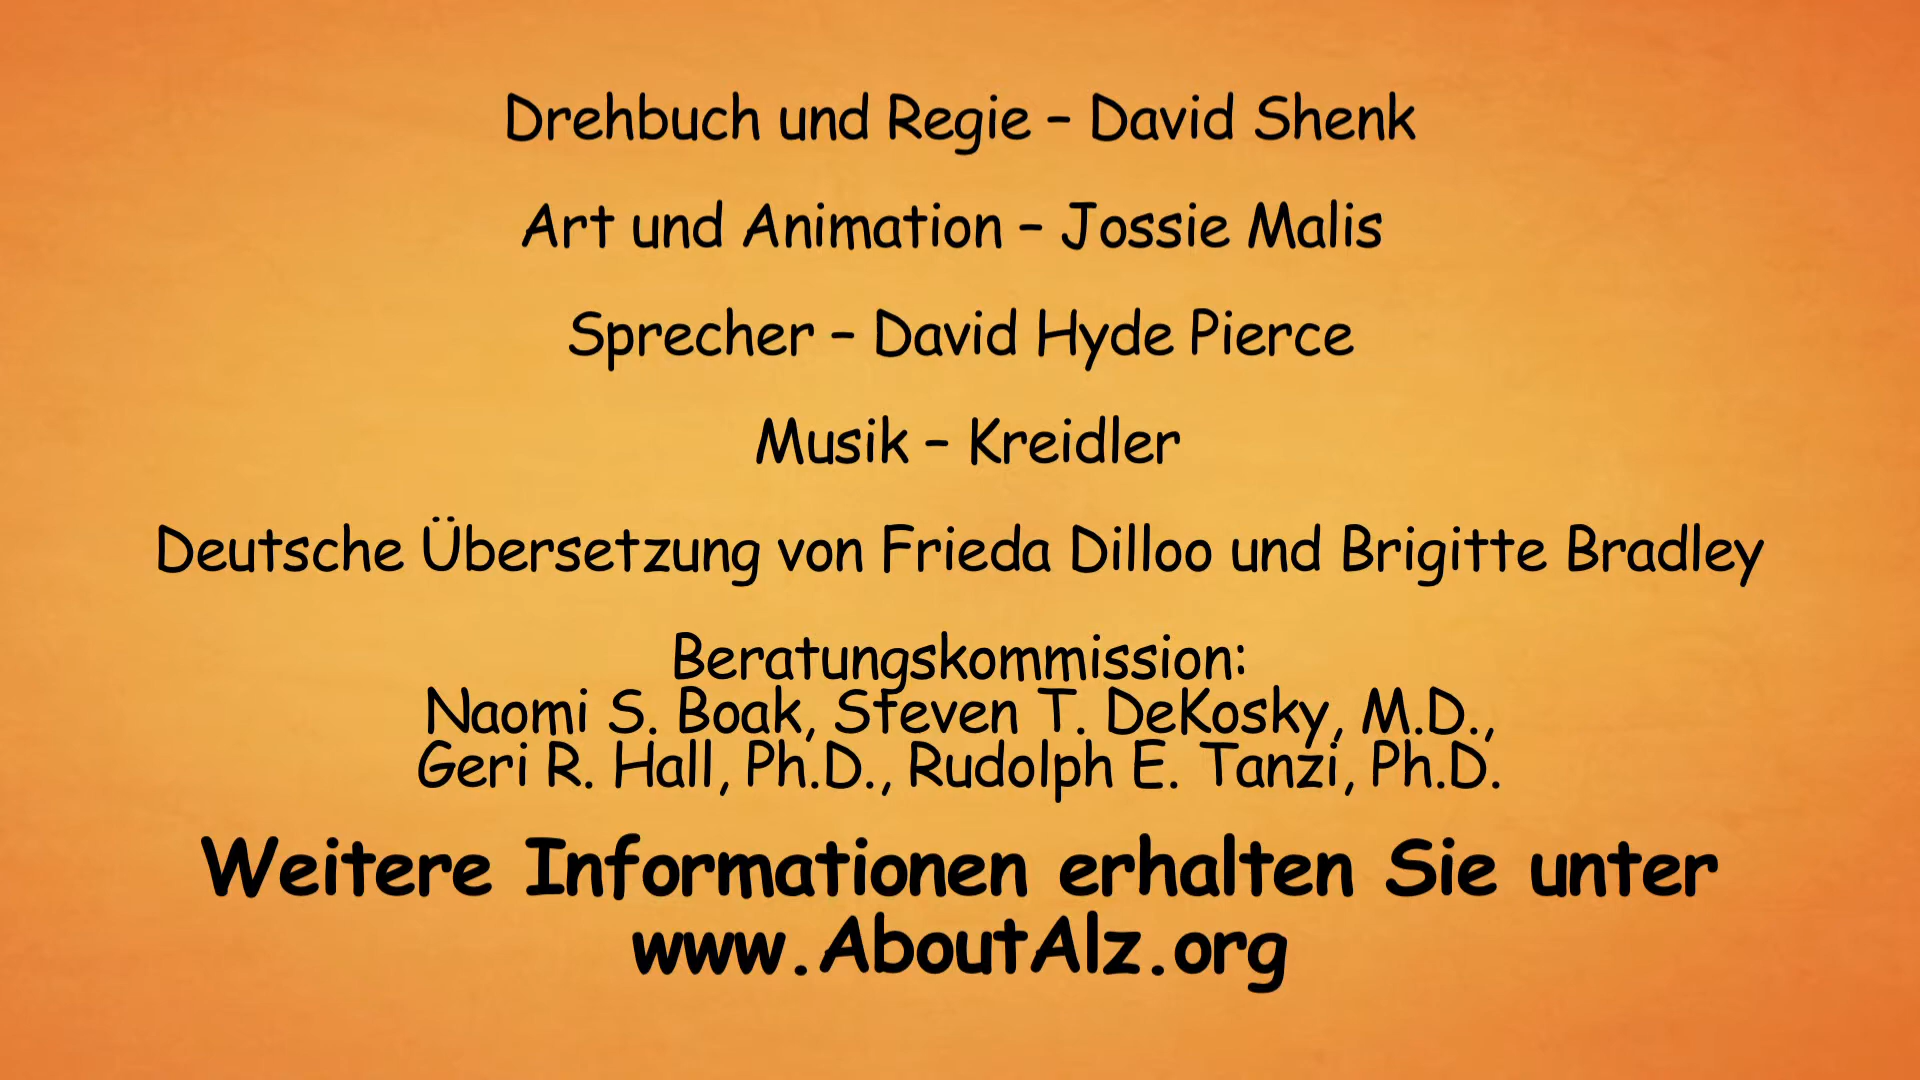 Drehbuch und Regie – David Shenk
Art und Animation – Jossie Malis
Sprecher – David Hyde Pierce
Musik – Kreidler
Deutsche Übersetzung von Frieda Dilloo und Brigitte Bradley
Beratungskommission:
Naomi S. Boak, Steven T. DeKosky, M.D.,
Geri R. Hall, Ph.D., Rudolph E. Tanzi, Ph.D.
Weitere Informationen erhalten Sie unter
www.AboutAlz.org